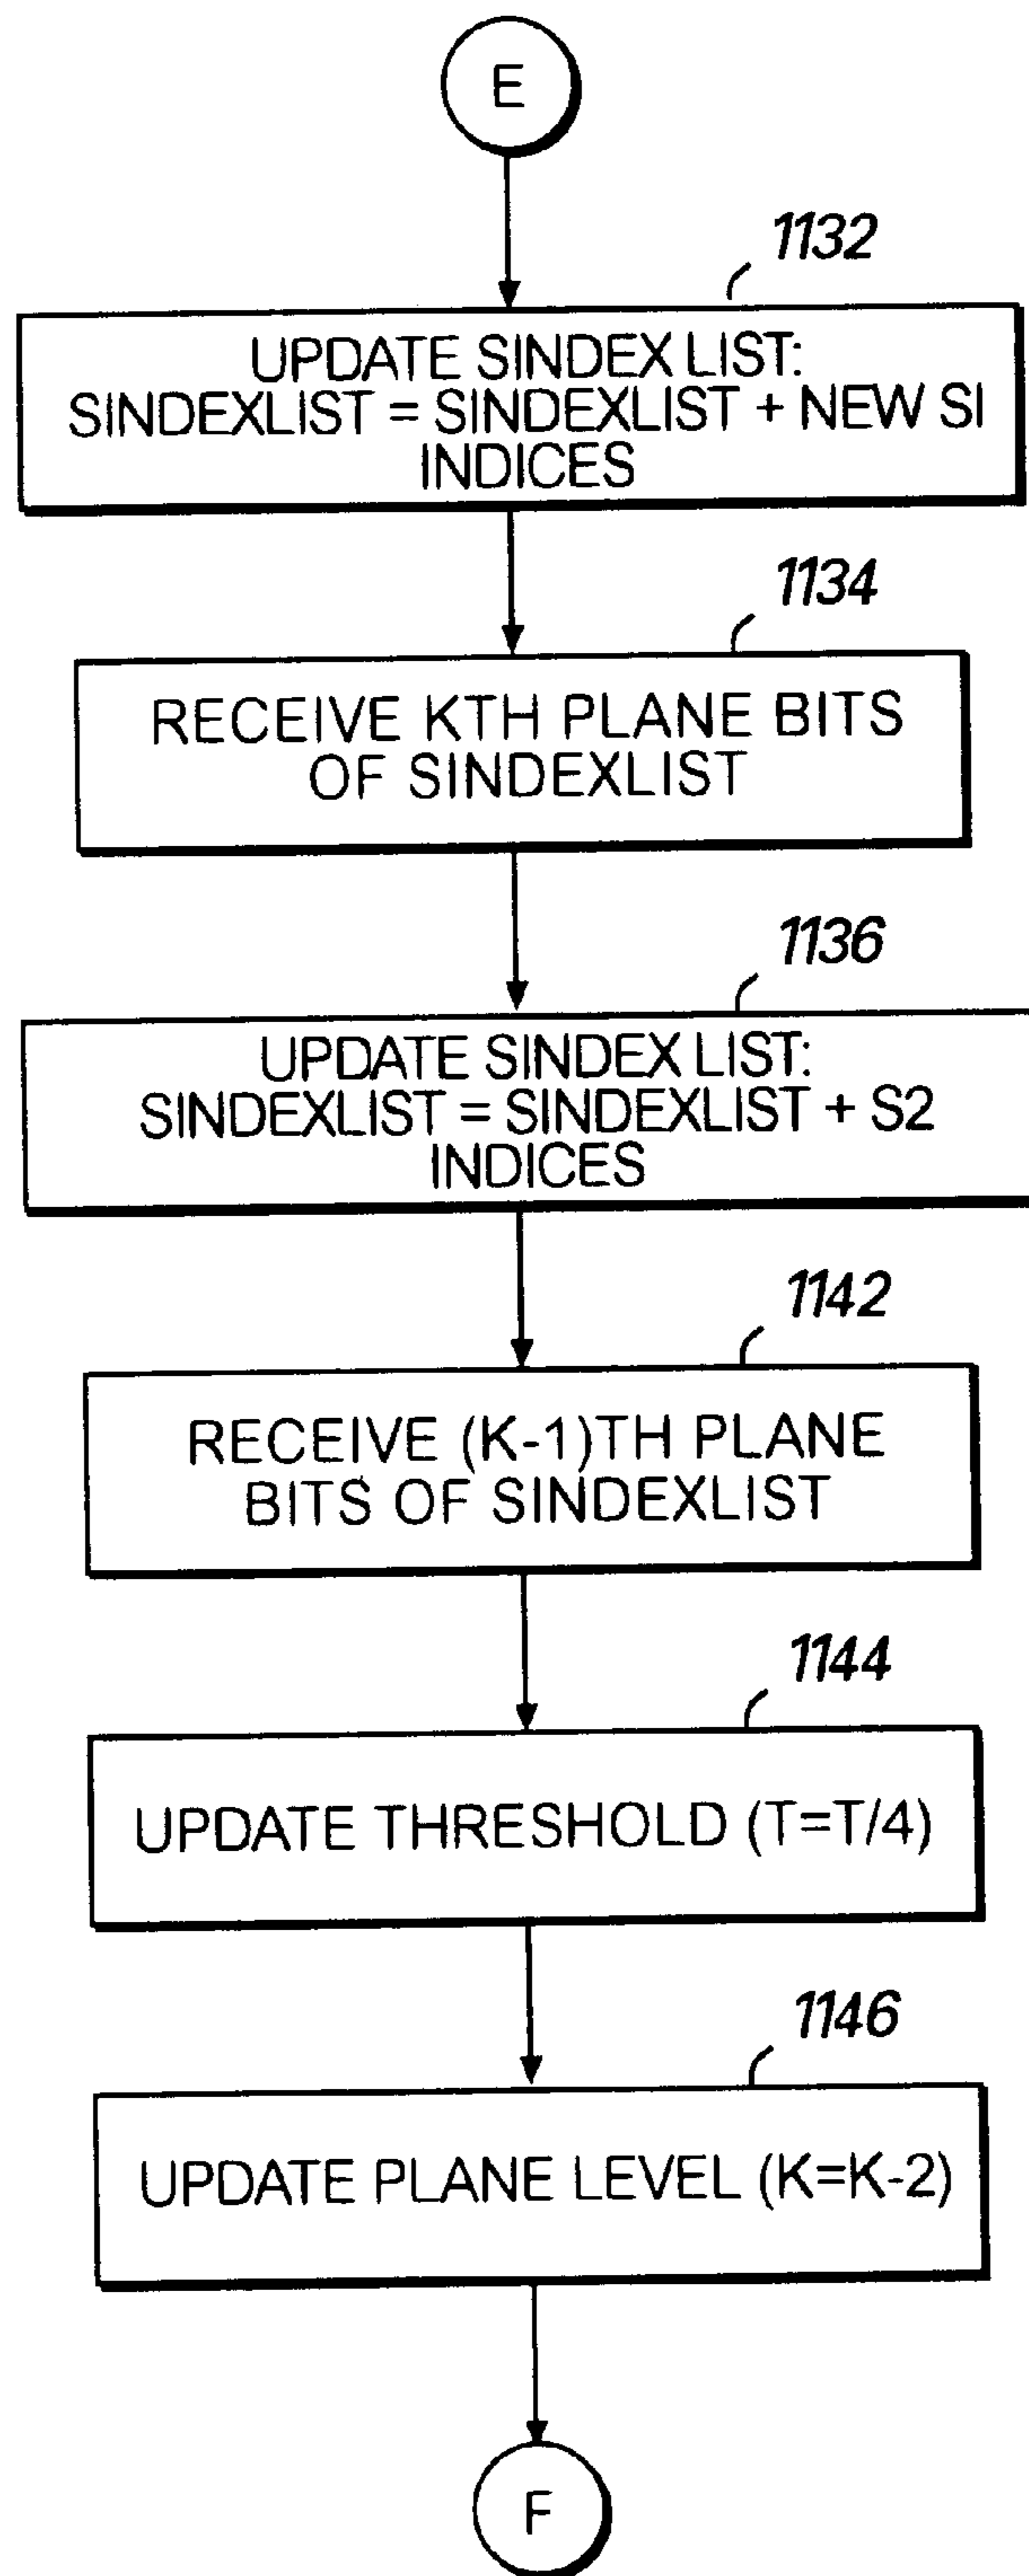 E
1132
UPDATE SINDEX LIST:
SINDEXLIST = SINDEXLIST + NEW SI
INDICES
1134
RECEIVE KTH PLANE BITS
OF SINDEXLIST
1136
UPDATE SINDEX LIST:
SINDEXLIST = SINDEXLIST + S2
INDICES
1142
RECEIVE (K-1)TH PLANE
BITS OF SINDEXLIST
1144
UPDATE THRESHOLD (T=T/4)
1146
UPDATE PLANE LEVEL (K=K-2)
F